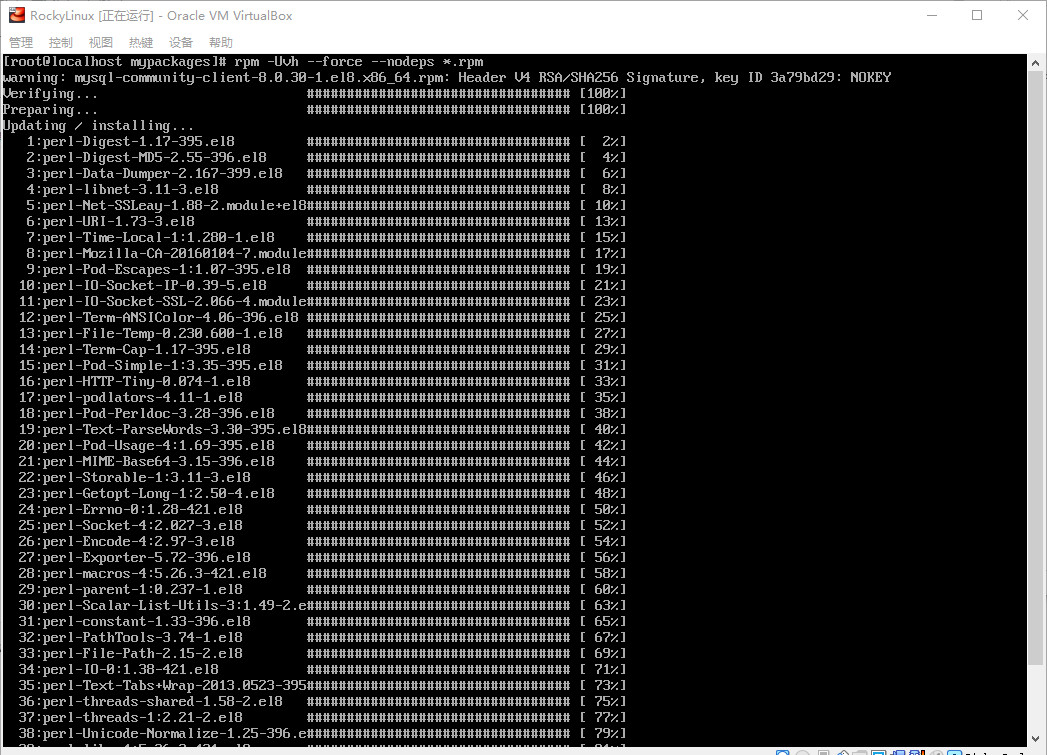 RockyLinux [正在运行] - Oracle VM VirtualBox
管理 控制 视图 热键 设备 帮助
[root@localhost mypackages]# rpm -Uvh --force --nodeps *.rpm
warning: mysql-community-client-8.0.30-1.el8.x86_64.rpm: Header V4 RSA/SHA256 Signature, key ID 3a79bd29: NOKEY
Verifying... ################################# [100%]
Preparing... ################################# [100%]
Updating / installing...
1:perl-Digest-1.17-395.el8 ################################# [ 2%]
2:perl-Digest-MD5-2.55-396.el8 ################################# [ 4%]
3:perl-Data-Dumper-2.167-399.el8 ################################# [ 6%]
4:perl-libnet-3.11-3.el8 ################################# [ 8%]
5:perl-Net-SSLeay-1.88-2.module+el8################################# [ 10%]
6:perl-URI-1.73-3.el8 ################################# [ 13%]
7:perl-Time-Local-1:1.280-1.el8 ################################# [ 15%]
8:perl-Mozilla-CA-20160104-7.module################################# [ 17%]
9:perl-Pod-Escapes-1:1.07-395.el8 ################################# [ 19%]
10:perl-IO-Socket-IP-0.39-5.el8 ################################# [ 21%]
11:perl-IO-Socket-SSL-2.066-4.module################################# [ 23%]
12:perl-Term-ANSIColor-4.06-396.el8 ################################# [ 25%]
13:perl-File-Temp-0.230.600-1.el8 ################################# [ 27%]
14:perl-Term-Cap-1.17-395.el8 ################################# [ 29%]
15:perl-Pod-Simple-1:3.35-395.el8 ################################# [ 31%]
16:perl-HTTP-Tiny-0.074-1.el8 ################################# [ 33%]
17:perl-podlators-4.11-1.el8 ################################# [ 35%]
18:perl-Pod-Perldoc-3.28-396.el8 ################################# [ 38%]
19:perl-Text-ParseWords-3.30-395.el8################################# [ 40%]
20:perl-Pod-Usage-4:1.69-395.el8 ################################# [ 42%]
21:perl-MIME-Base64-3.15-396.el8 ################################# [ 44%]
22:perl-Storable-1:3.11-3.el8 ################################# [ 46%]
23:perl-Getopt-Long-1:2.50-4.el8 ################################# [ 48%]
24:perl-Errno-0:1.28-421.el8 ################################# [ 50%]
25:perl-Socket-4:2.027-3.el8 ################################# [ 52%]
26:perl-Encode-4:2.97-3.el8 ################################# [ 54%]
27:perl-Exporter-5.72-396.el8 ################################# [ 56%]
28:perl-macros-4:5.26.3-421.el8 ################################# [ 58%]
29:perl-parent-1:0.237-1.el8 ################################# [ 60%]
30:perl-Scalar-List-Utils-3:1.49-2.e################################# [ 63%]
31:perl-constant-1.33-396.el8 ################################# [ 65%]
32:perl-PathTools-3.74-1.el8 ################################# [ 67%]
33:perl-File-Path-2.15-2.el8 ################################# [ 69%]
34:perl-IO-0:1.38-421.el8 ################################# [ 71%]
35:perl-Text-Tabs+Wrap-2013.0523-395################################# [ 73%]
36:perl-threads-shared-1.58-2.el8 ################################# [ 75%]
37:perl-threads-1:2.21-2.el8 ################################# [ 77%]
38:perl-Unicode-Normalize-1.25-396.e################################# [ 79%]